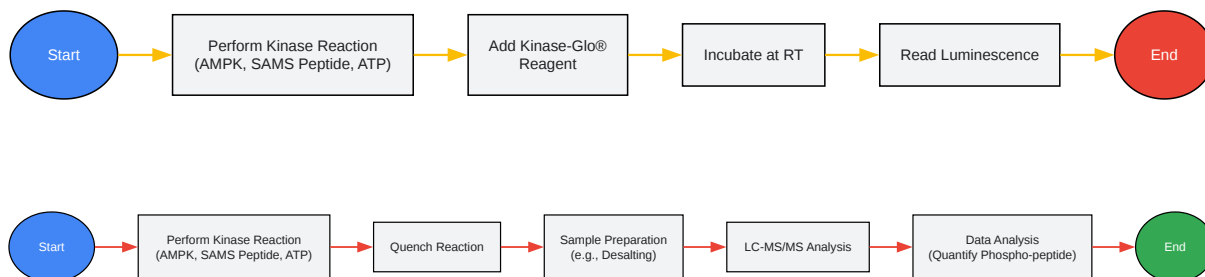 Start
Perform Kinase Reaction
(AMPK, SAMS Peptide, ATP)
Add Kinase-Glo®
Reagent
Incubate at RT
Read Luminescence
End
Start
Perform Kinase Reaction
(AMPK, SAMS Peptide, ATP)
Quench Reaction
Sample Preparation
(e.g., Desalting)
LC-MS/MS Analysis
Data Analysis
(Quantify Phospho-peptide)
End